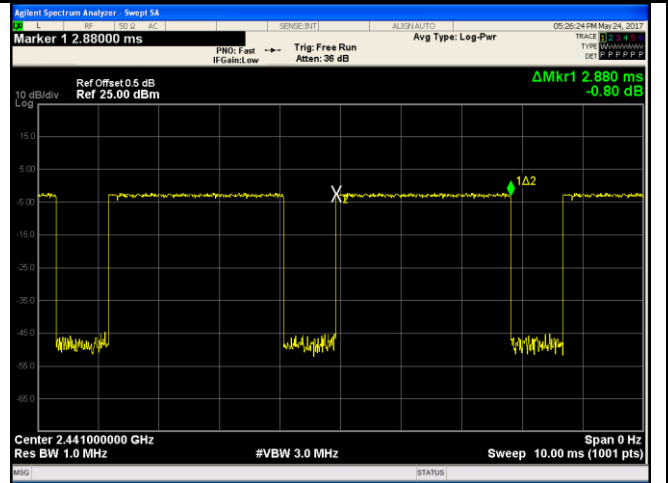 Agilent Spectrum Analyzer - Swept SA
L RF 50 Ω AC SENSE:INT ALIGN AUTO 05:26:24 PM May 24, 2017
Marker 1 2.88000 ms
PNO: Fast
IFGain:Low
Trig: Free Run
Atten: 36 dB
Avg Type: Log-Pwr
TRACE 1 2 3 4 5 6
TYPE WWWWWW
DET P P P P P P
ΔMkr1 2.880 ms
-0.80 dB
Ref Offset 0.5 dB
10 dB/div Ref 25.00 dBm
Log
15.0
5.00
-5.00
-15.0
-25.0
-35.0
-45.0
-55.0
-65.0
X2
1Δ2
Center 2.441000000 GHz Span 0 Hz
Res BW 1.0 MHz #VBW 3.0 MHz Sweep 10.00 ms (1001 pts)
MSG STATUS